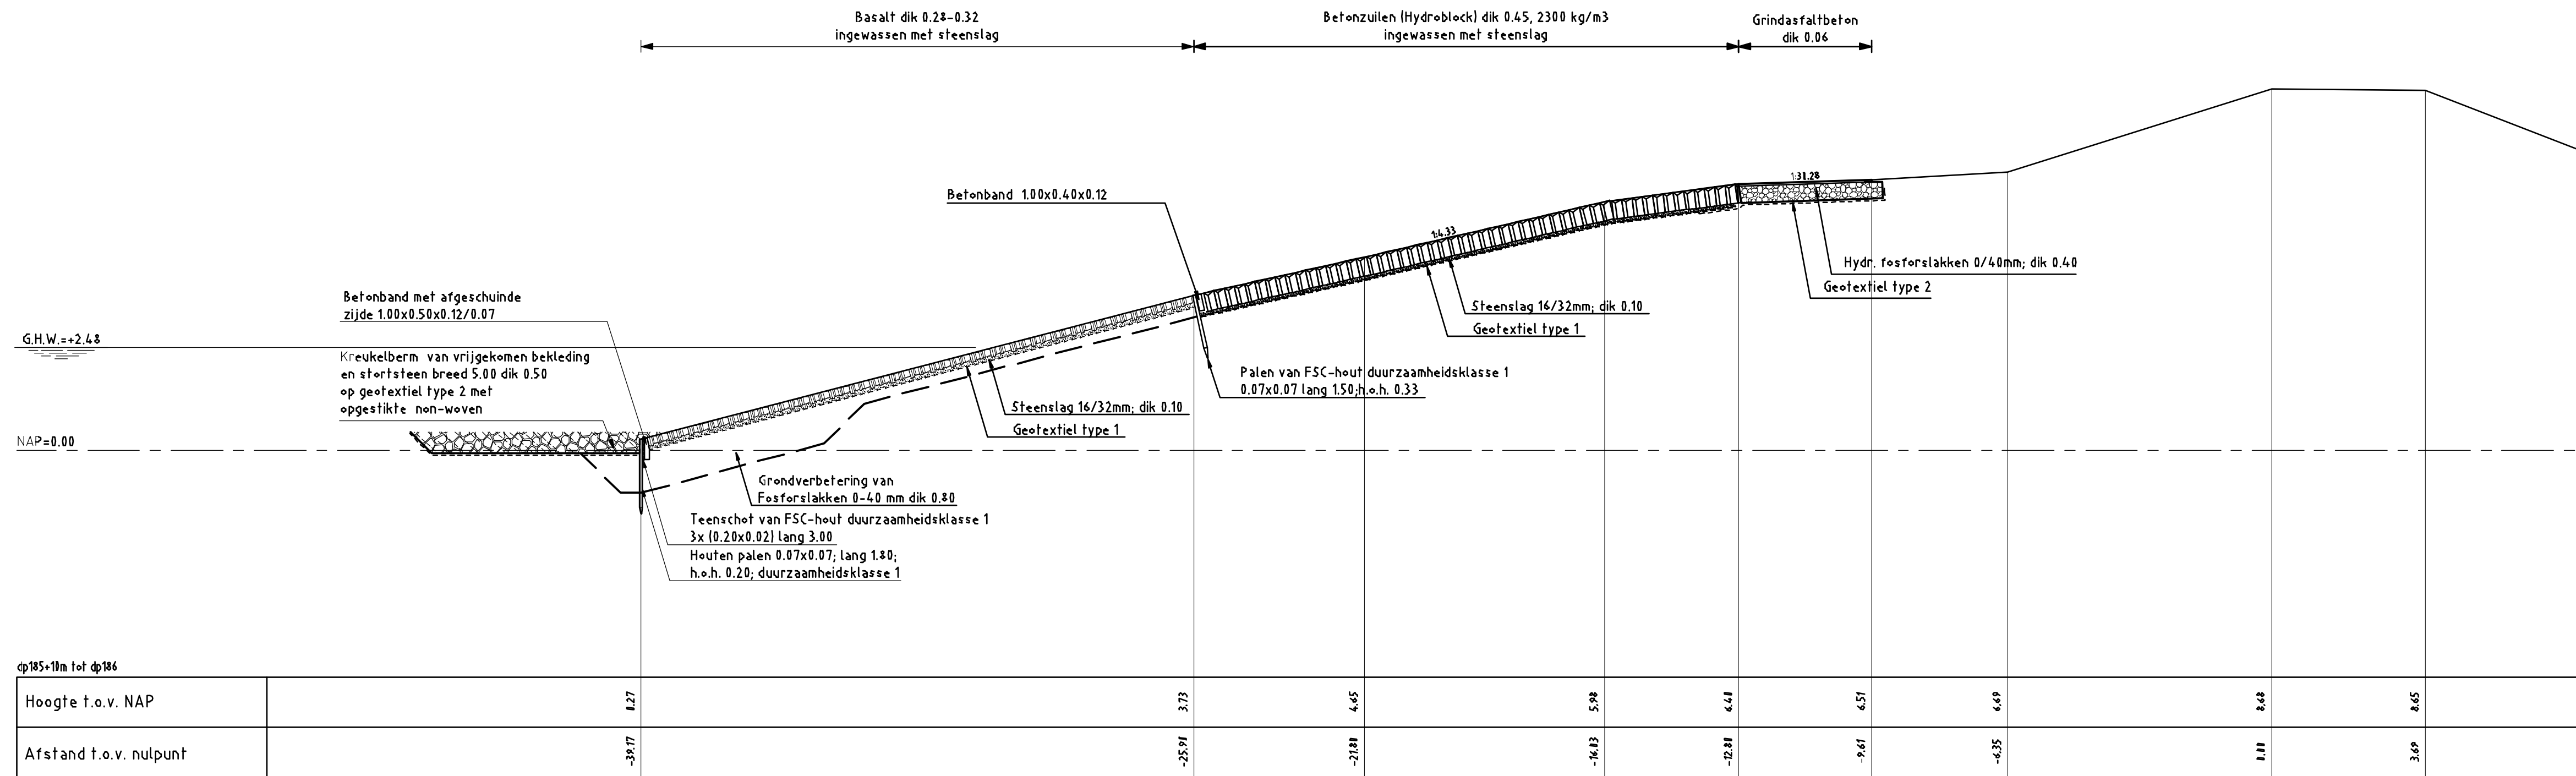 Basalt dik 0.28-0.32
ingewassen met steenslag
Betonzuilen (Hydroblock) dik 0.45, 2300 kg/m3
ingewassen met steenslag
Grindasfaltbeton
dik 0.06
1:31.28
Betonband 1.00x0.40x0.12
1:4.33
Hydr. fosforslakken 0/40mm; dik 0.40
Geotextiel type 2
Steenslag 16/32mm; dik 0.10
Geotextiel type 1
Betonband met afgeschuinde
zijde 1.00x0.50x0.12/0.07
G.H.W.=+2.48
Kreukelberm van vrijgekomen bekleding
en stortsteen breed 5.00 dik 0.50
op geotextiel type 2 met
opgestikte non-woven
Palen van FSC-hout duurzaamheidsklasse 1
0.07x0.07 lang 1.50;h.o.h. 0.33
Steenslag 16/32mm; dik 0.10
Geotextiel type 1
NAP=0.00
Grondverbetering van
Fosforslakken 0-40 mm dik 0.80
Teenschot van FSC-hout duurzaamheidsklasse 1
3x (0.20x0.02) lang 3.00
Houten palen 0.07x0.07; lang 1.80;
h.o.h. 0.20; duurzaamheidsklasse 1
dp185+10m tot dp186
Hoogte t.o.v. NAP 0.27 3.73 4.65 5.98 6.40 6.51 6.69 8.68 8.65
Afstand t.o.v. nulpunt -39.17 -25.90 -21.80 -16.03 -12.80 -9.61 -6.35 0.00 3.69